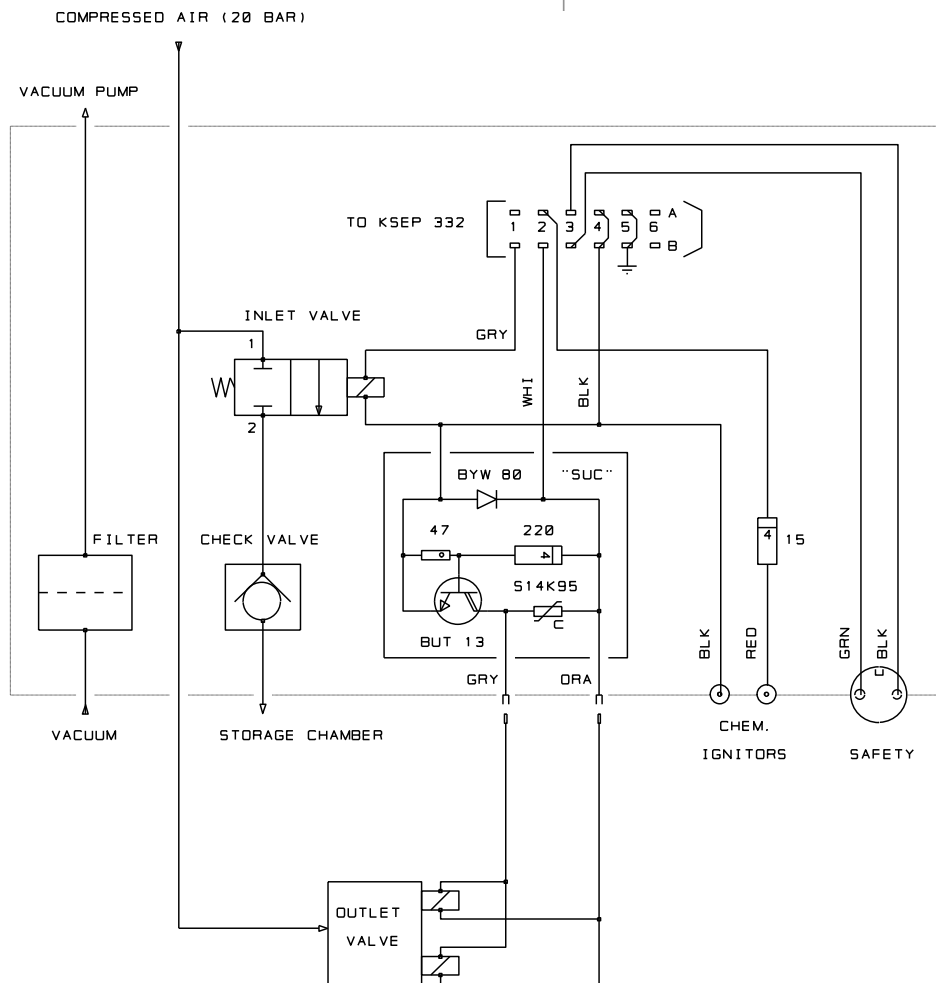 COMPRESSED AIR (20 BAR)
VACUUM PUMP
TO KSEP 332
1 2 3 4 5 6
A
B
INLET VALVE
1
2
GRY
WHI
BLK
BYW 80
"SUC"
FILTER
CHECK VALVE
47
220
4
S14K95
U
BUT 13
4
15
BLK
RED
GRN
BLK
GRY
ORA
VACUUM
STORAGE CHAMBER
CHEM.
IGNITORS
SAFETY
OUTLET
VALVE